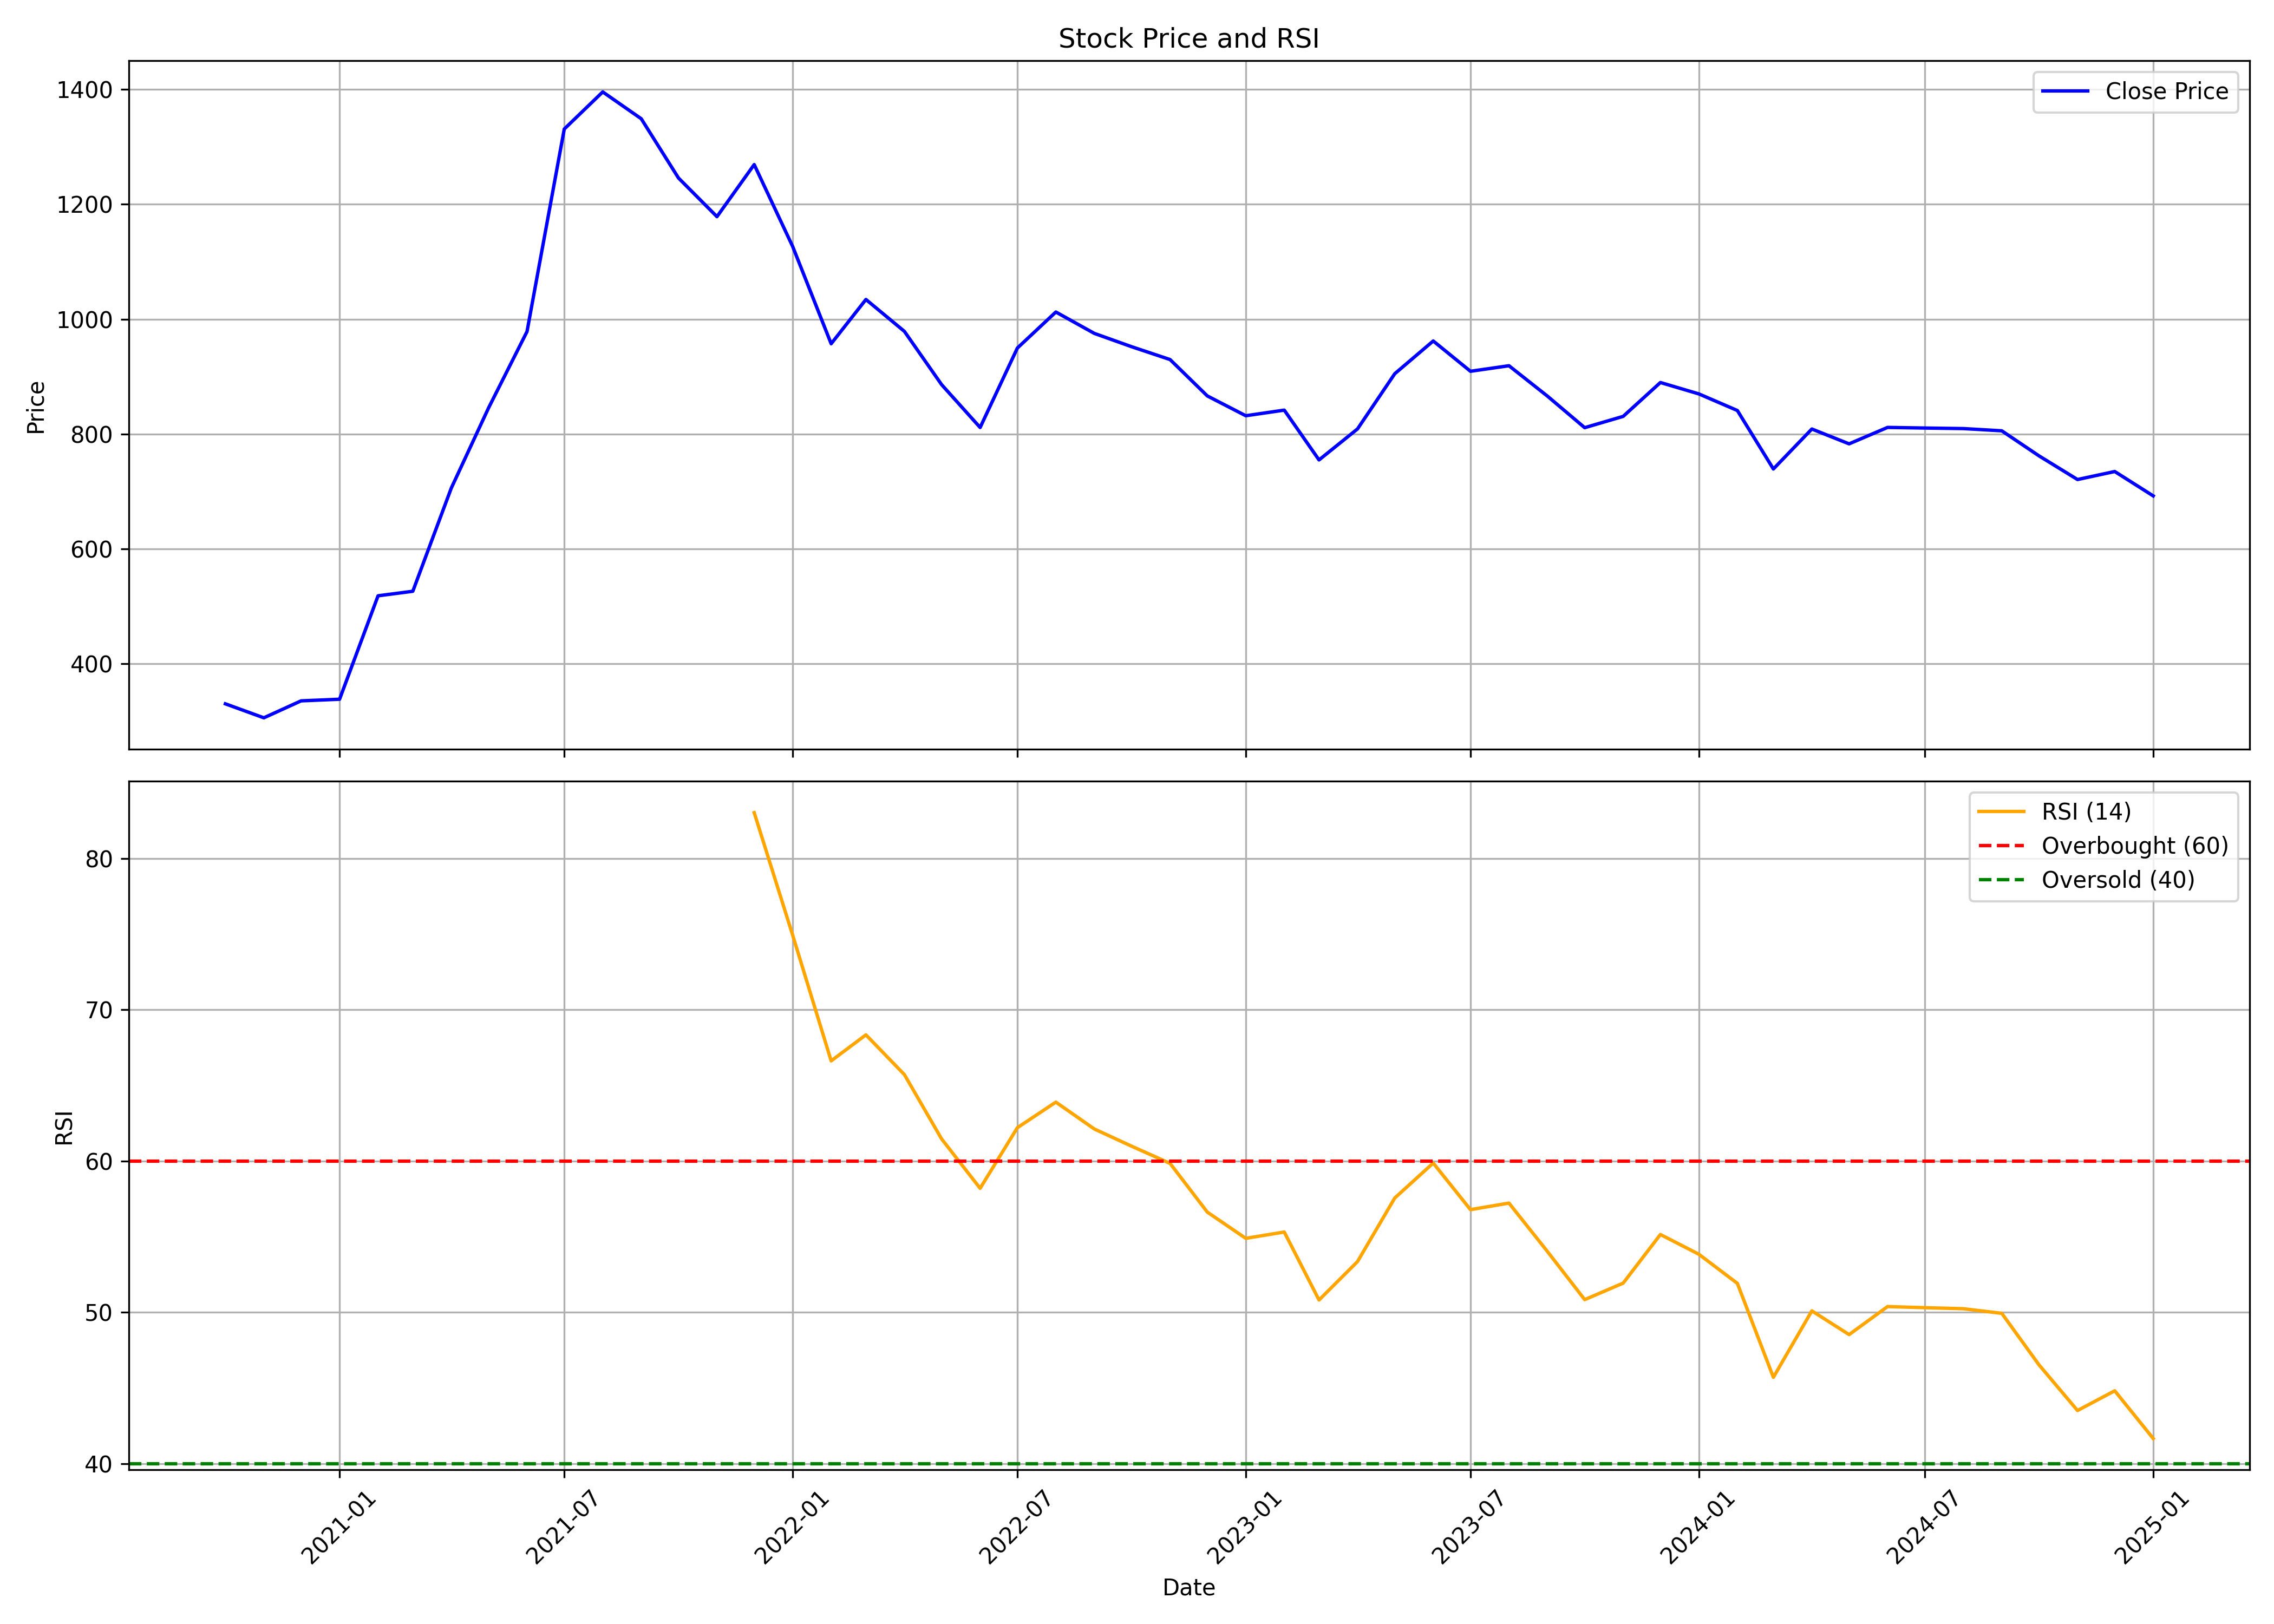 Stock Price and RSI
1400
1200
1000
800
600
400
Price
Close Price
80
70
60
50
40
RSI
RSI (14)
Overbought (60)
Oversold (40)
2021-01
2021-07
2022-01
2022-07
2023-01
2023-07
2024-01
2024-07
2025-01
Date